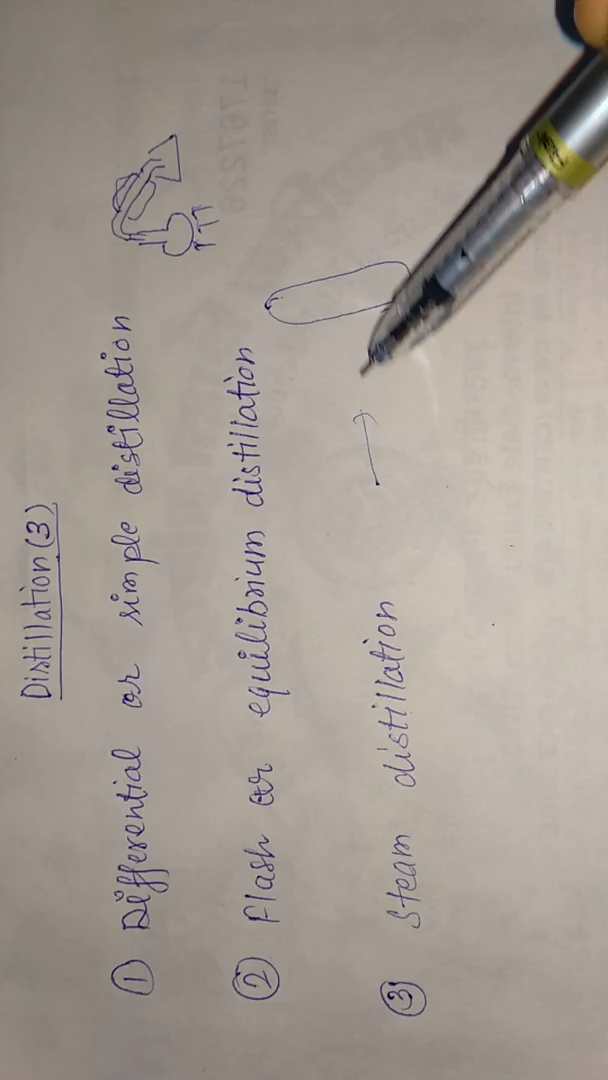 Distillation (3)
① Differential or simple distillation
② Flash or equilibrium distillation
③ Steam distillation